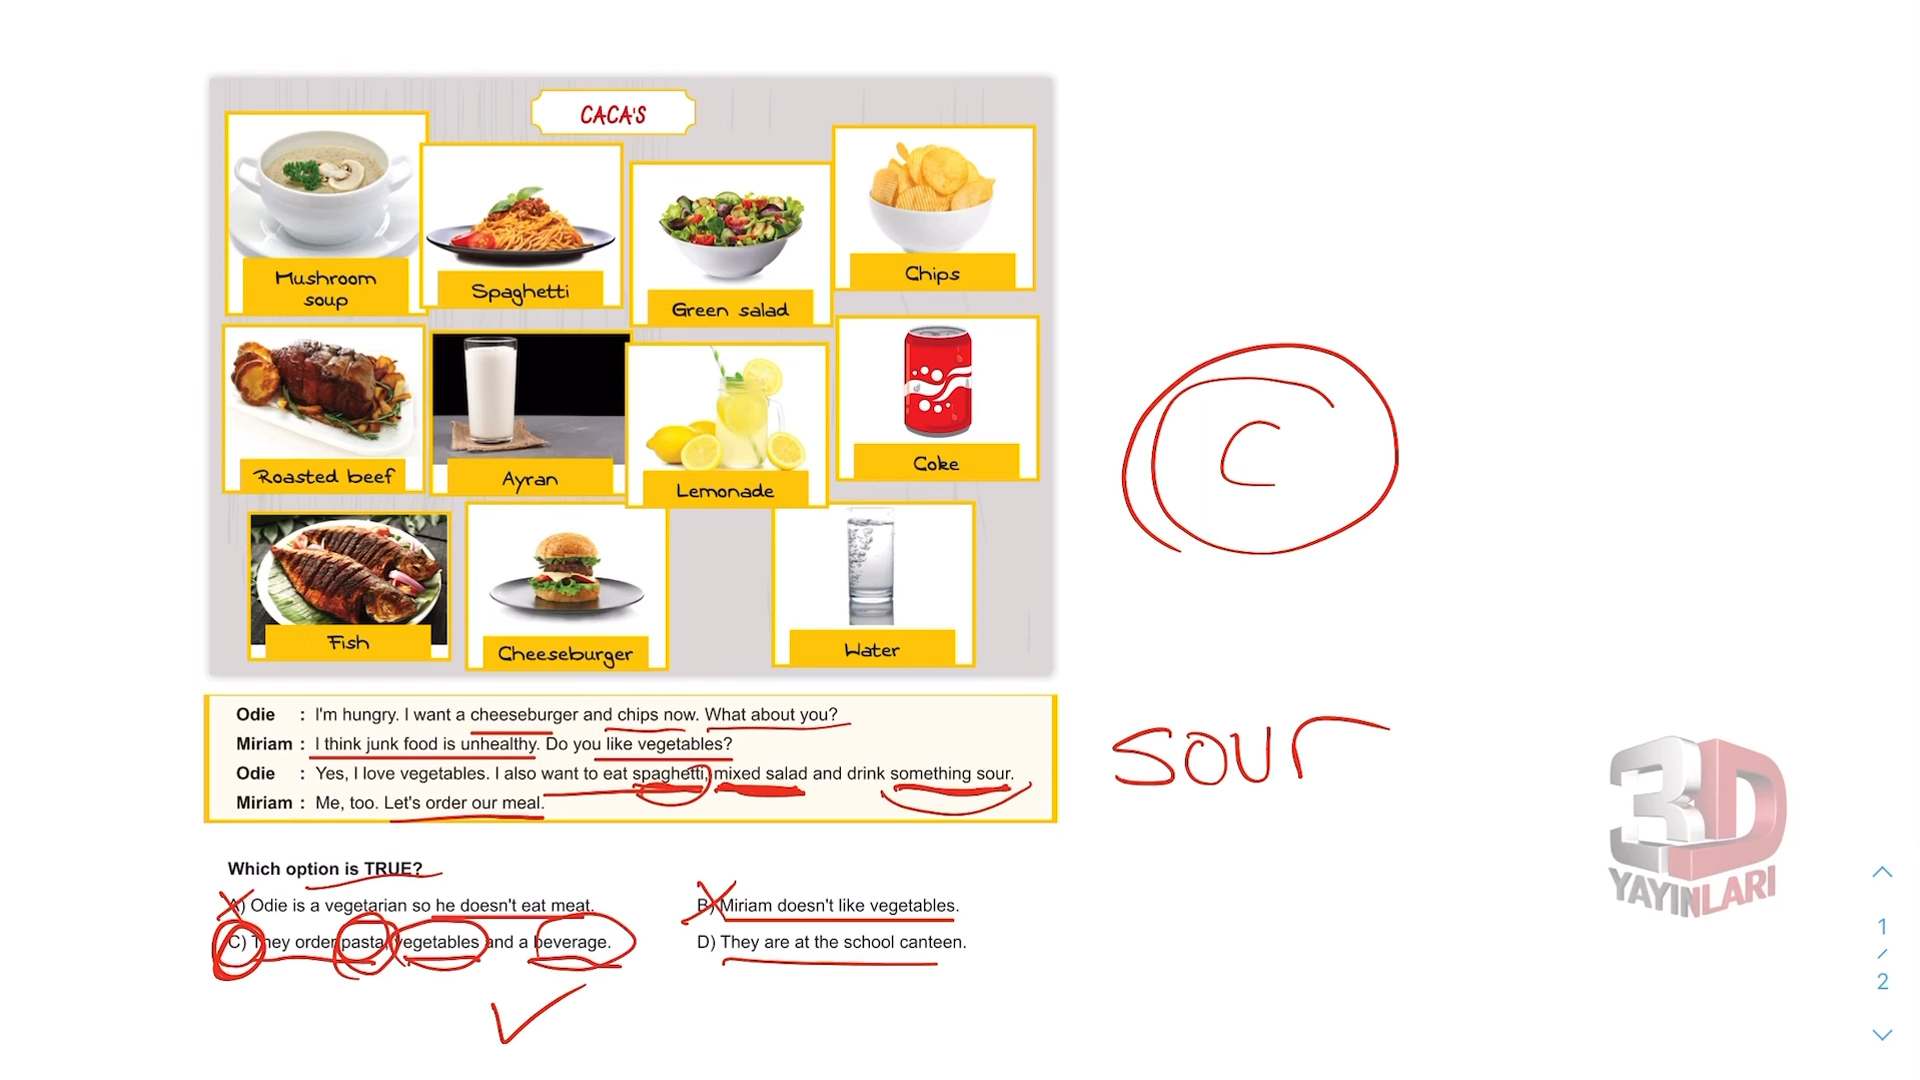 CACA'S
Mushroom
soup
Spaghetti
Green salad
Chips
Roasted beef
Ayran
Lemonade
Coke
Fish
Cheeseburger
Water
Odie : I'm hungry. I want a cheeseburger and chips now. What about you?
Miriam : I think junk food is unhealthy. Do you like vegetables?
Odie : Yes, I love vegetables. I also want to eat spaghetti, mixed salad and drink something sour.
Miriam : Me, too. Let's order our meal.
Which option is TRUE?
A) Odie is a vegetarian so he doesn't eat meat.
B) Miriam doesn't like vegetables.
C) They order pasta, vegetables and a beverage.
D) They are at the school canteen.
C
sour
3D
YAYINLARI
1
/
2